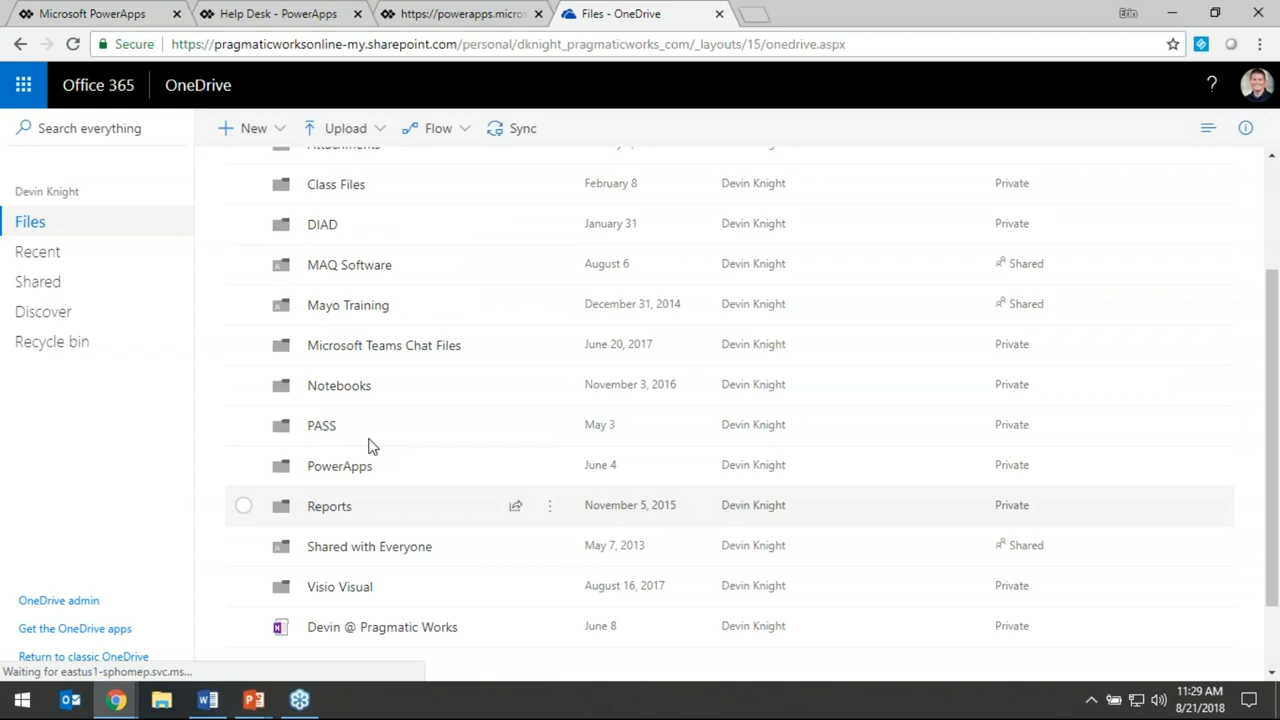 Microsoft PowerApps
Help Desk - PowerApps
https://powerapps.micros
Files - OneDrive
Erin
Secure
https://pragmaticworksonline-my.sharepoint.com/personal/dknight_pragmaticworks_com/_layouts/15/onedrive.aspx
Office 365
OneDrive
?
Search everything
New
Upload
Flow
Sync
Devin Knight
Files
Recent
Shared
Discover
Recycle bin
Attachments
Devin Knight
Private
Class Files February 8 Devin Knight Private
DIAD January 31 Devin Knight Private
MAQ Software August 6 Devin Knight Shared
Mayo Training December 31, 2014 Devin Knight Shared
Microsoft Teams Chat Files June 20, 2017 Devin Knight Private
Notebooks November 3, 2016 Devin Knight Private
PASS May 3 Devin Knight Private
PowerApps June 4 Devin Knight Private
Reports November 5, 2015 Devin Knight Private
Shared with Everyone May 7, 2013 Devin Knight Shared
Visio Visual August 16, 2017 Devin Knight Private
Devin @ Pragmatic Works June 8 Devin Knight Private
OneDrive admin
Get the OneDrive apps
Return to classic OneDrive
Waiting for eastus1-sphomep.svc.ms...
11:29 AM
8/21/2018